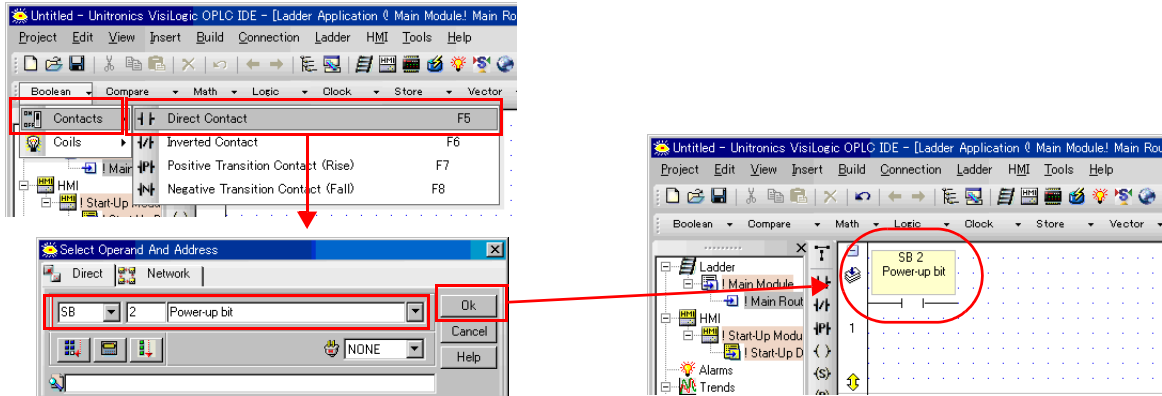 Untitled - Unitronics VisiLogic OPLC IDE - [Ladder Application (! Main Module.! Main Ro
Project Edit View Insert Build Connection Ladder HMI Tools Help
Boolean Compare Math Logic Clock Store Vector
Contacts
Coils
Direct Contact F5
Inverted Contact F6
Positive Transition Contact (Rise) F7
Negative Transition Contact (Fall) F8
! Mair
HMI
! Start-Up
Select Operand And Address
Direct Network
SB 2 Power-up bit
Ok
Cancel
Help
NONE
Untitled - Unitronics VisiLogic OPLC IDE - [Ladder Application (! Main Module.! Main Rou
Project Edit View Insert Build Connection Ladder HMI Tools Help
Boolean Compare Math Logic Clock Store Vector
Ladder
! Main Module
! Main Rout
HMI
! Start-Up Modu
! Start-Up D
Alarms
Trends
SB 2
Power-up bit
1